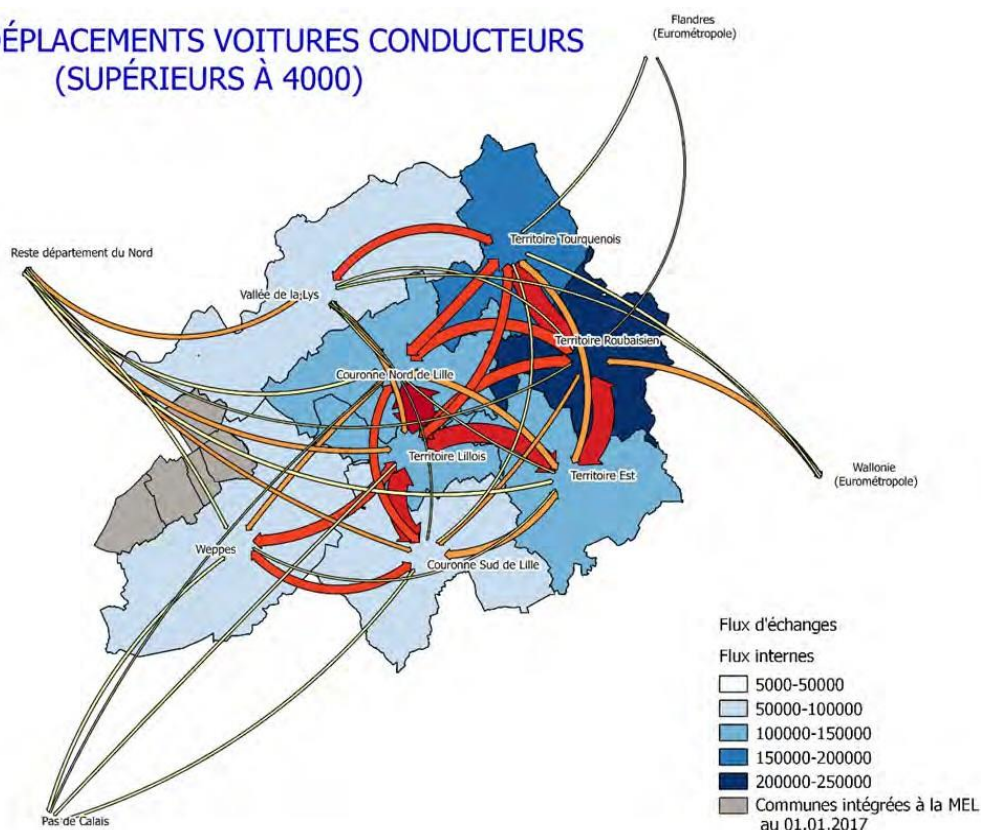 DÉPLACEMENTS VOITURES CONDUCTEURS
(SUPÉRIEURS À 4000)
Flandres
(Eurométropole)
Territoire Tourquenois
Reste département du Nord
Vallée de la Lys
Territoire Roubaisien
Couronne Nord de Lille
Territoire Lillois
Territoire Est
Wallonie
(Eurométropole)
Weppes
Couronne Sud de Lille
Pas de Calais
Flux d'échanges
Flux internes
5000-50000
50000-100000
100000-150000
150000-200000
200000-250000
Communes intégrées à la MEL
au 01.01.2017